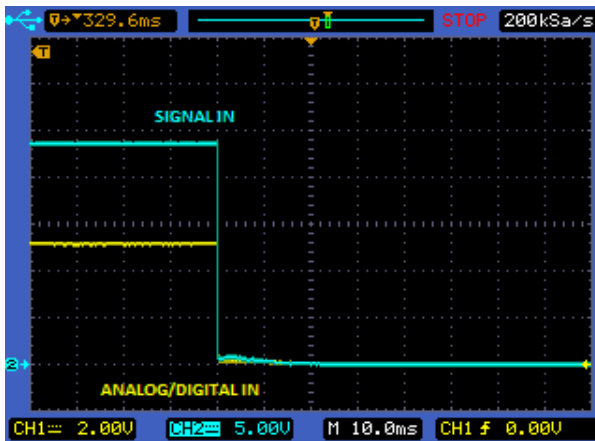 329.6ms STOP 200kSa/s
T
SIGNAL IN
2
ANALOG/DIGITAL IN
CH1 2.00V CH2 5.00V M 10.0ms CH1 0.00V